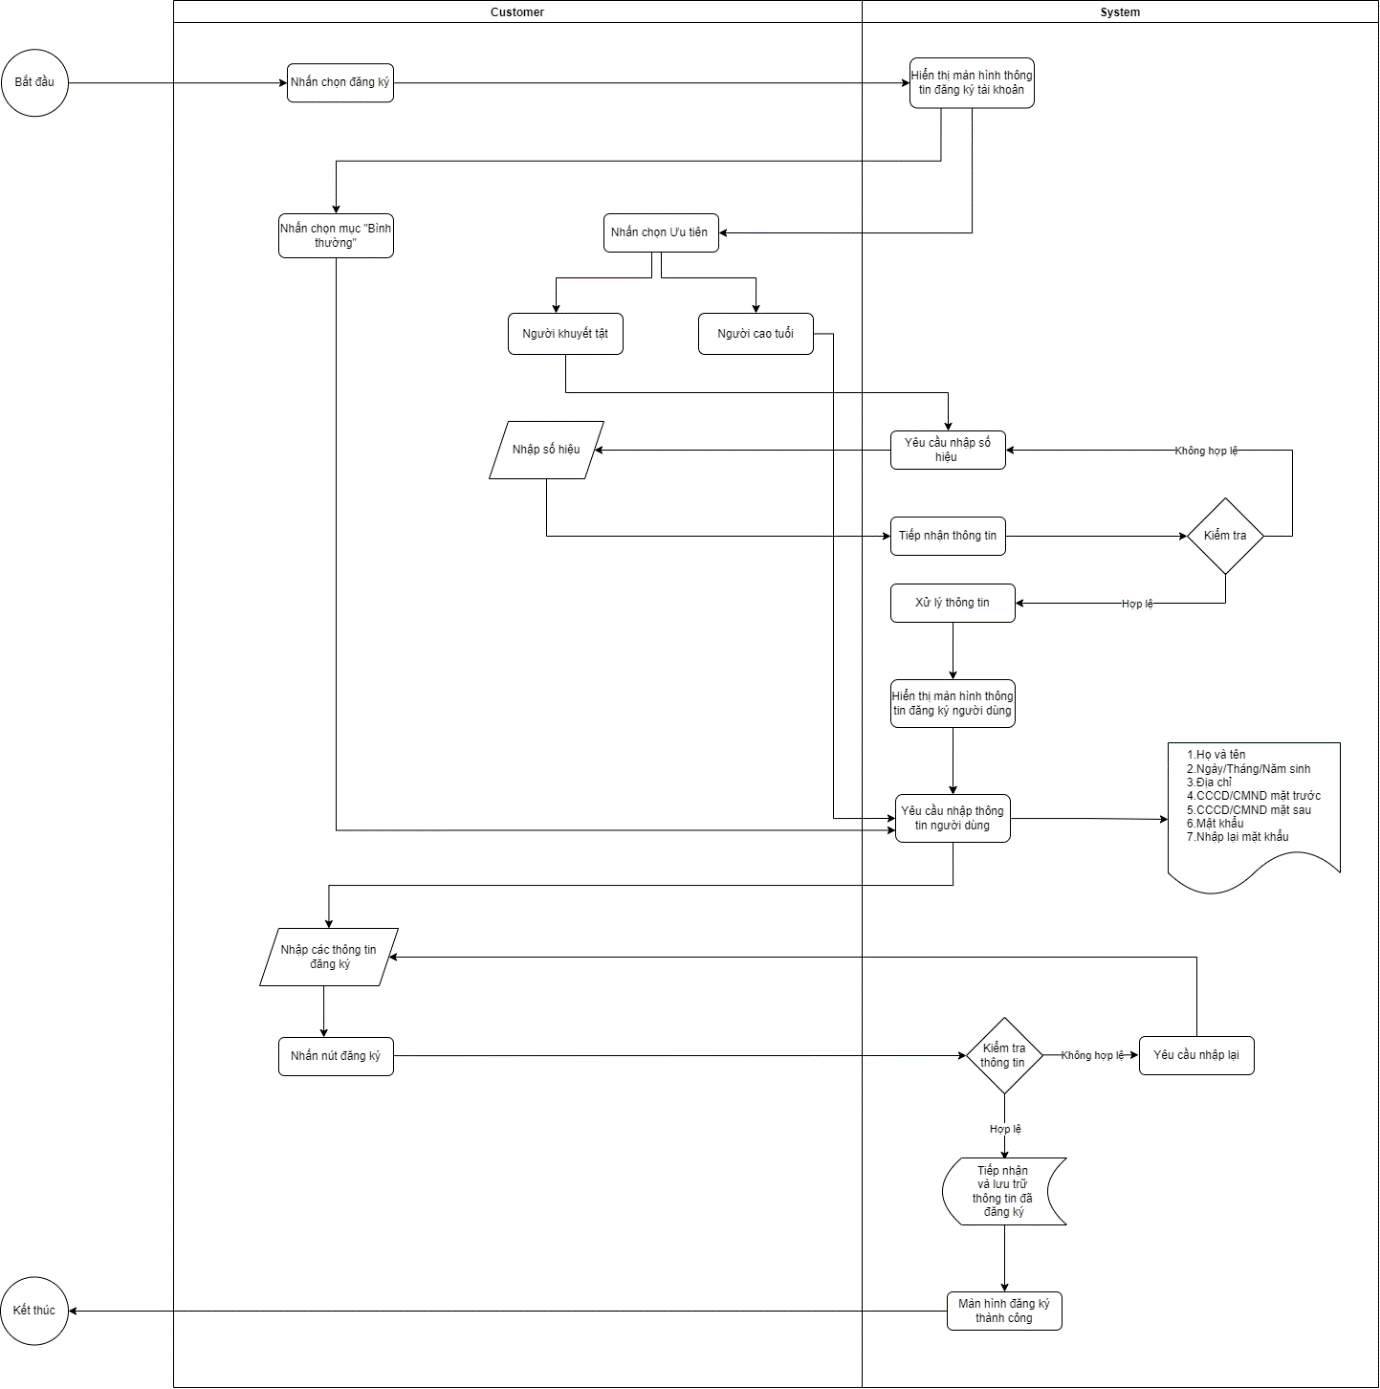 Customer
System
Bắt đầu
Nhấn chọn đăng ký
Hiển thị màn hình thông
tin đăng ký tài khoản
Nhấn chọn mục "Bình
thường"
Nhấn chọn Ưu tiên
Người khuyết tật
Người cao tuổi
Nhập số hiệu
Yêu cầu nhập số
hiệu
Không hợp lệ
Tiếp nhận thông tin
Kiểm tra
Xử lý thông tin
Hợp lệ
Hiển thị màn hình thông
tin đăng ký người dùng
Yêu cầu nhập thông
tin người dùng
1.Họ và tên
2.Ngày/Tháng/Năm sinh
3.Địa chỉ
4.CCCD/CMND mặt trước
5.CCCD/CMND mặt sau
6.Mật khẩu
7.Nhập lại mật khẩu
Nhập các thông tin
đăng ký
Nhấn nút đăng ký
Kiểm tra
thông tin
Không hợp lệ
Yêu cầu nhập lại
Hợp lệ
Tiếp nhận
và lưu trữ
thông tin đã
đăng ký
Kết thúc
Màn hình đăng ký
thành công